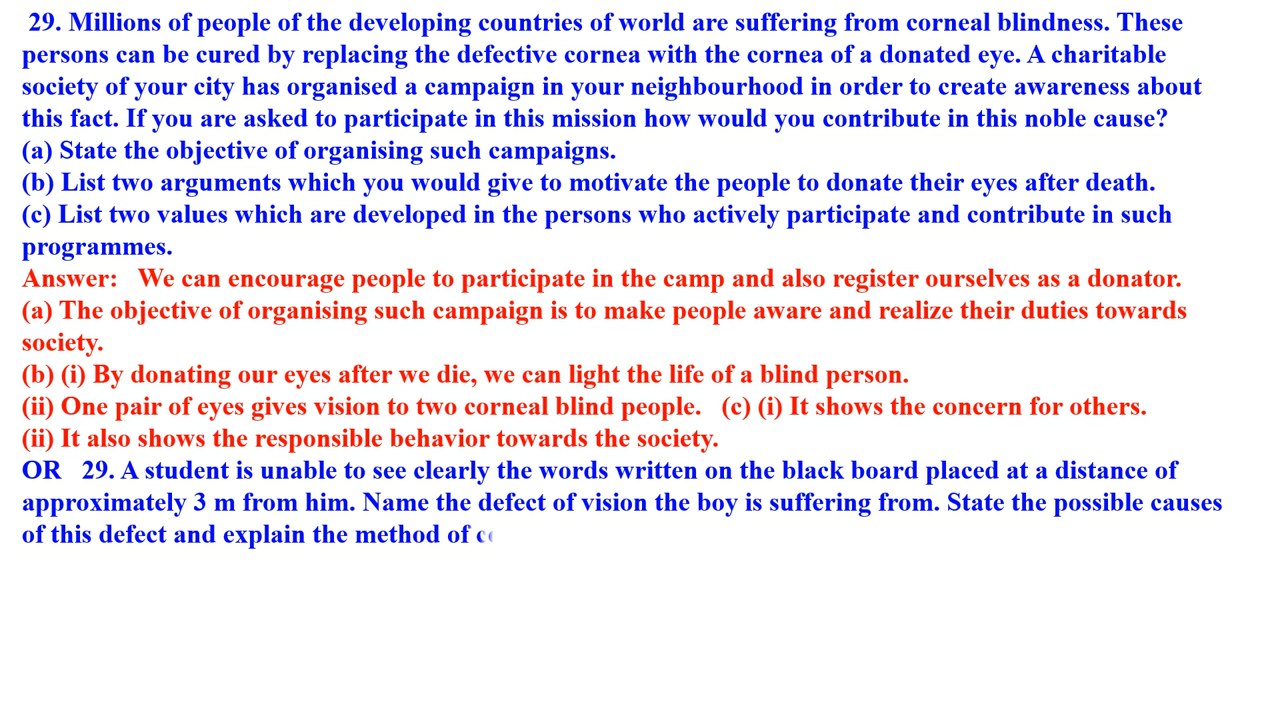 29. Millions of people of the developing countries of world are suffering from corneal blindness. These
persons can be cured by replacing the defective cornea with the cornea of a donated eye. A charitable
society of your city has organised a campaign in your neighbourhood in order to create awareness about
this fact. If you are asked to participate in this mission how would you contribute in this noble cause?
(a) State the objective of organising such campaigns.
(b) List two arguments which you would give to motivate the people to donate their eyes after death.
(c) List two values which are developed in the persons who actively participate and contribute in such
programmes.
Answer: We can encourage people to participate in the camp and also register ourselves as a donator.
(a) The objective of organising such campaign is to make people aware and realize their duties towards
society.
(b) (i) By donating our eyes after we die, we can light the life of a blind person.
(ii) One pair of eyes gives vision to two corneal blind people. (c) (i) It shows the concern for others.
(ii) It also shows the responsible behavior towards the society.
OR 29. A student is unable to see clearly the words written on the black board placed at a distance of
approximately 3 m from him. Name the defect of vision the boy is suffering from. State the possible causes
of this defect and explain the method of